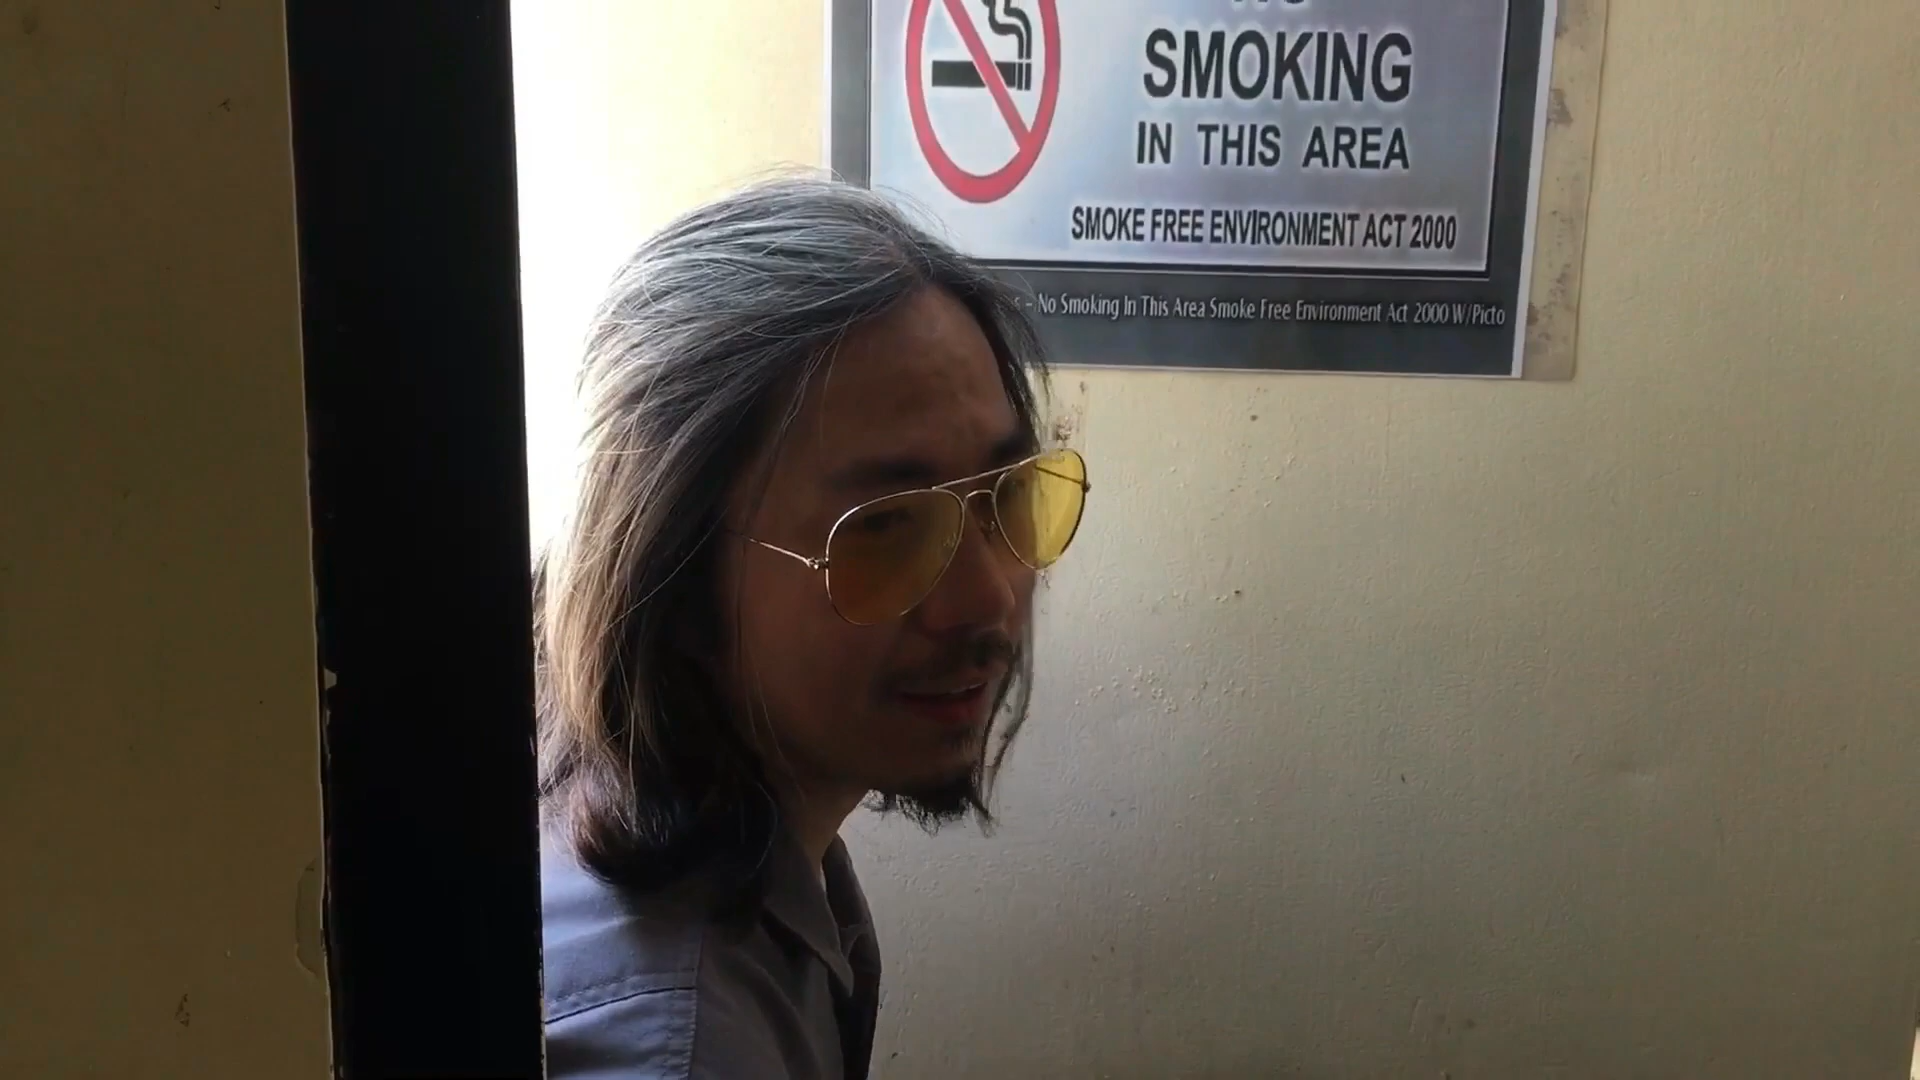 SMOKING
IN THIS AREA
SMOKE FREE ENVIRONMENT ACT 2000
- No Smoking In This Area Smoke Free Environment Act 2000 W/Picto